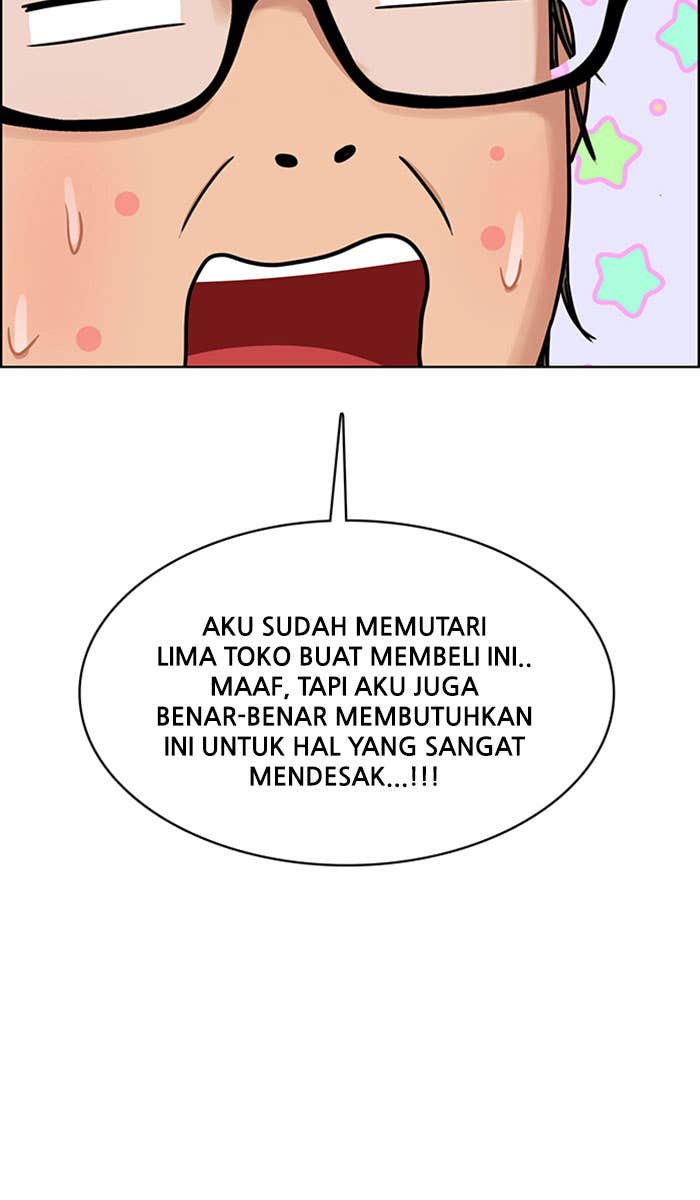 AKU SUDAH MEMUTARI
LIMA TOKO BUAT MEMBELI INI..
MAAF, TAPI AKU JUGA
BENAR-BENAR MEMBUTUHKAN
INI UNTUK HAL YANG SANGAT
MENDESAK...!!!